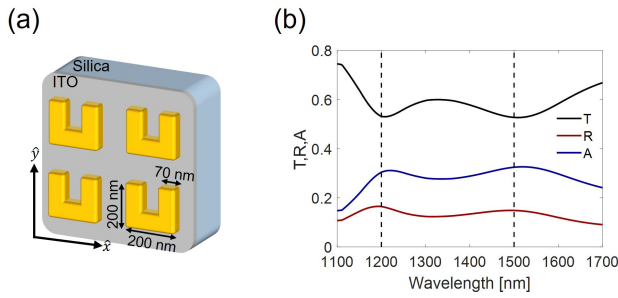 (a)
Silica
ITO
70 nm
200 nm
200 nm
ŷ
x̂
(b)
T,R,A
0.8
0.6
0.4
0.2
0
1100 1200 1300 1400 1500 1600 1700
Wavelength [nm]
T
R
A